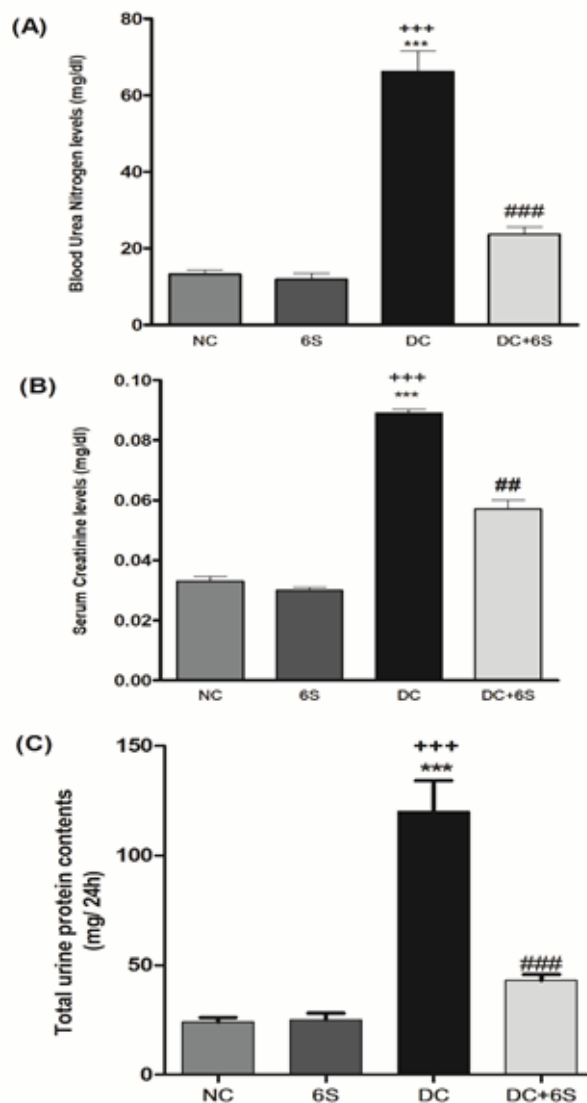 (A)
Blood Urea Nitrogen levels (mg/dl)
80
60
40
20
0
+++
***
###
NC 6S DC DC+6S
(B)
Serum Creatinine levels (mg/dl)
0.10
0.08
0.06
0.04
0.02
0.00
+++
***
##
NC 6S DC DC+6S
(C)
Total urine protein contents
(mg/ 24h)
150
100
50
0
+++
***
###
NC 6S DC DC+6S